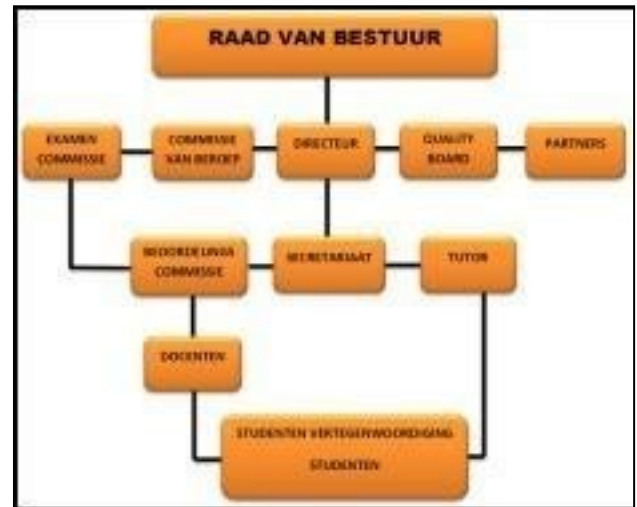 RAAD VAN BESTUUR
EXAMEN
COMMISSIE
COMMISSIE
VAN BEROEP
DIRECTEUR
QUALITY
BOARD
PARTNERS
BEOORDELINGS
COMMISSIE
SECRETARIAAT
TUTOR
DOCENTEN
STUDENTEN VERTEGENWOORDIGING
STUDENTEN